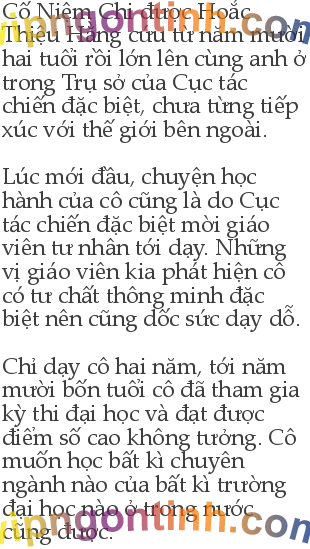 Cố Niệm Chi được Hoắc
Thiệu Hằng cứu từ năm mười
hai tuổi rồi lớn lên cùng anh ở
trong Trụ sở của Cục tác
chiến đặc biệt, chưa từng tiếp
xúc với thế giới bên ngoài.
Lúc mới đầu, chuyện học
hành của cô cũng là do Cục
tác chiến đặc biệt mời giáo
viên tư nhân tới dạy. Những
vị giáo viên kia phát hiện cô
có tư chất thông minh đặc
biệt nên cũng dốc sức dạy dỗ.
Chỉ dạy cô hai năm, tới năm
mười bốn tuổi cô đã tham gia
kỳ thi đại học và đạt được
điểm số cao không tưởng. Cô
muốn học bất kì chuyên
ngành nào của bất kì trường
đại học nào ở trong nước
cũng được.
vipngontinh.com
vipngontinh.com